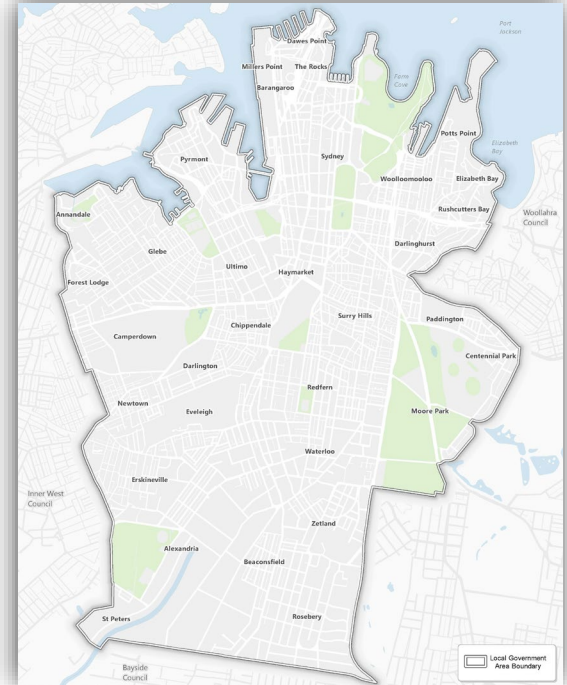 Port
Jackson
Dawes Point
Millers Point
The Rocks
Farm
Cove
Barangaroo
Potts Point
Elizabeth
Bay
Pyrmont
Sydney
Woolloomooloo
Elizabeth Bay
Rushcutters Bay
Annandale
Woollahra
Council
Darlinghurst
Glebe
Ultimo
Haymarket
Forest Lodge
Surry Hills
Paddington
Chippendale
Camperdown
Centennial Park
Darlington
Redfern
Newtown
Eveleigh
Moore Park
Waterloo
Erskineville
Inner West
Council
Zetland
Alexandria
Beaconsfield
St Peters
Rosebery
Bayside
Council
Local Government
Area Boundary